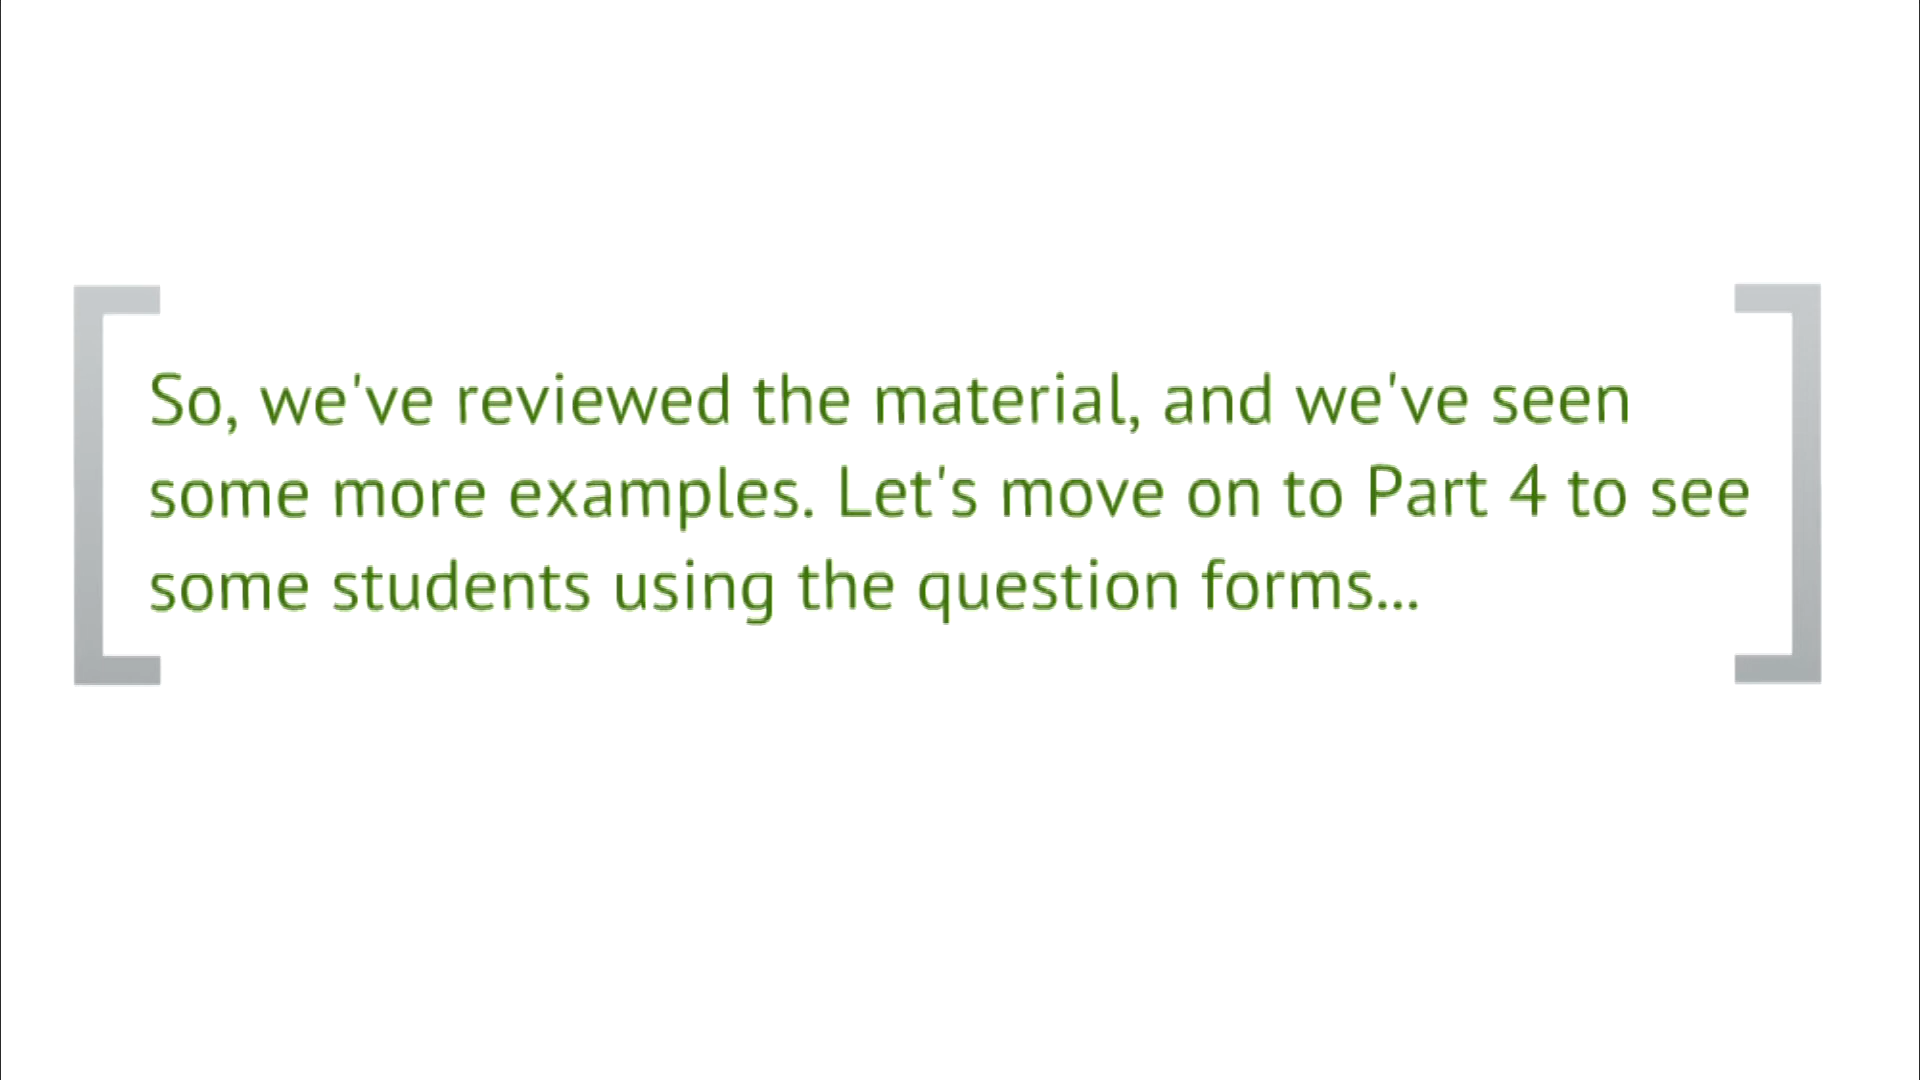 So, we've reviewed the material, and we've seen
some more examples. Let's move on to Part 4 to see
some students using the question forms...